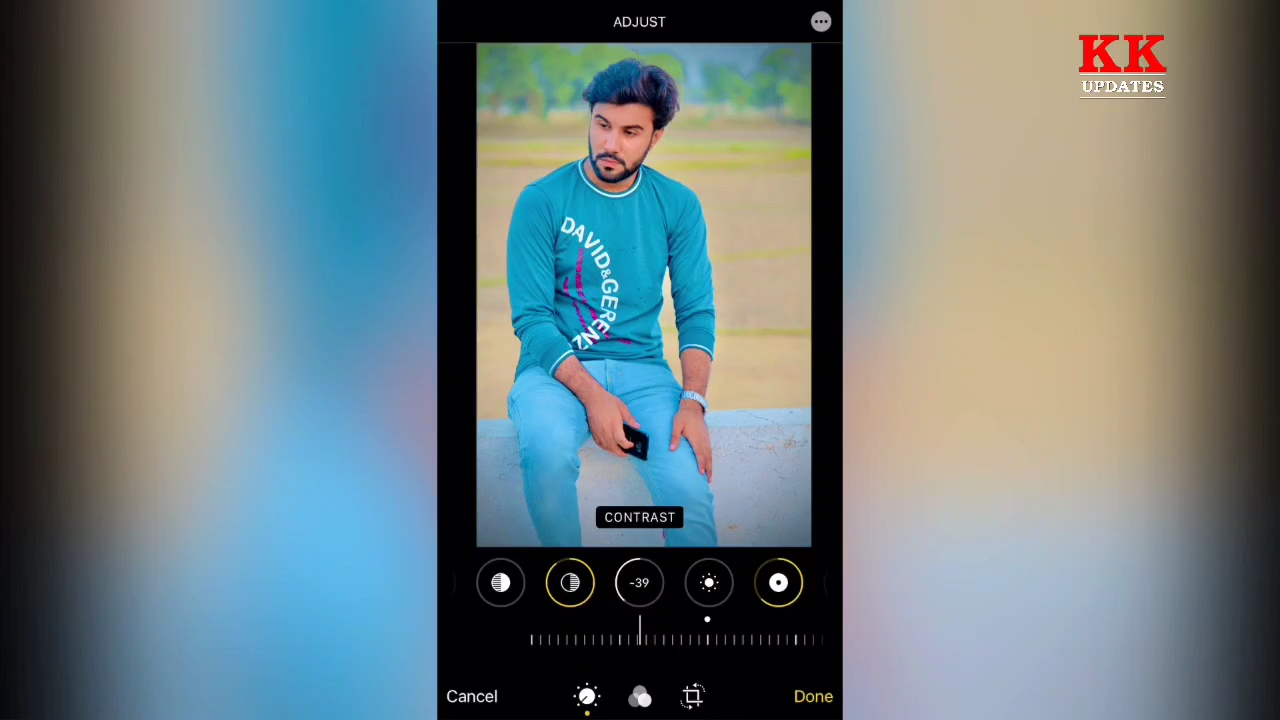 ADJUST
KK
UPDATES
DAVID&GERENZ
CONTRAST
-39
Cancel
Done